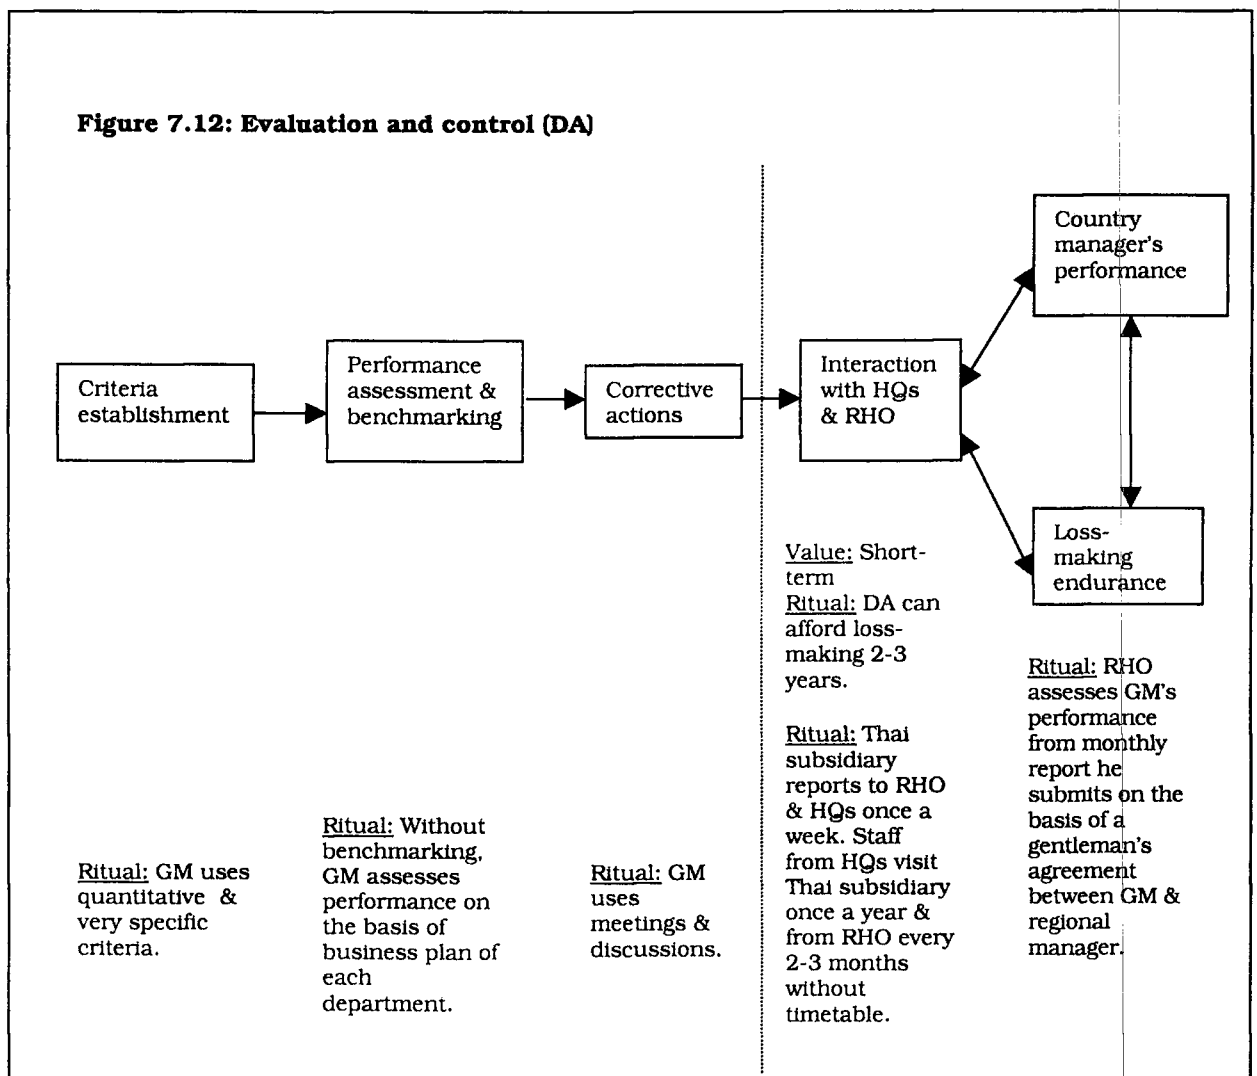 Figure 7.12: Evaluation and control (DA)
Criteria
establishment
Performance
assessment &
benchmarking
Corrective
actions
Interaction
with HQs
& RHO
Country
manager's
performance
Loss-
making
endurance
Ritual: GM uses
quantitative &
very specific
criteria.
Ritual: Without
benchmarking,
GM assesses
performance on
the basis of
business plan of
each
department.
Ritual: GM
uses
meetings &
discussions.
Value: Short-
term
Ritual: DA can
afford loss-
making 2-3
years.
Ritual: Thai
subsidiary
reports to RHO
& HQs once a
week. Staff
from HQs visit
Thai subsidiary
once a year &
from RHO every
2-3 months
without
timetable.
Ritual: RHO
assesses GM's
performance
from monthly
report he
submits on the
basis of a
gentleman's
agreement
between GM &
regional
manager.